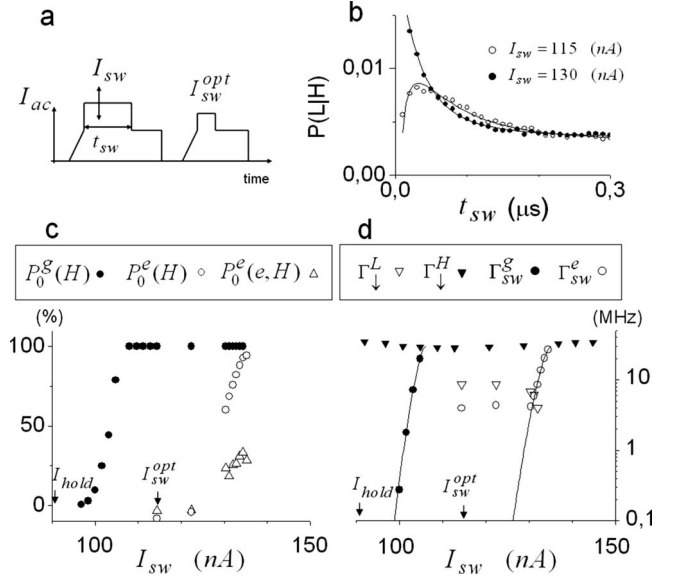 a
I_sw
I_sw^opt
I_ac
t_sw
time
b
P(L|H)
0,01
0,00
0,0
0,3
t_sw (μs)
○ I_sw = 115 (nA)
● I_sw = 130 (nA)
c
P_0^g(H) ● P_0^e(H) ○ P_0^e(e,H) △
(%)
100
50
0
I_hold
I_sw^opt
100
150
I_sw (nA)
d
Γ_↓^L ▽ Γ_↓^H ▼ Γ_sw^g ● Γ_sw^e ○
(MHz)
10
1
0,1
I_hold
I_sw^opt
100
150
I_sw (nA)